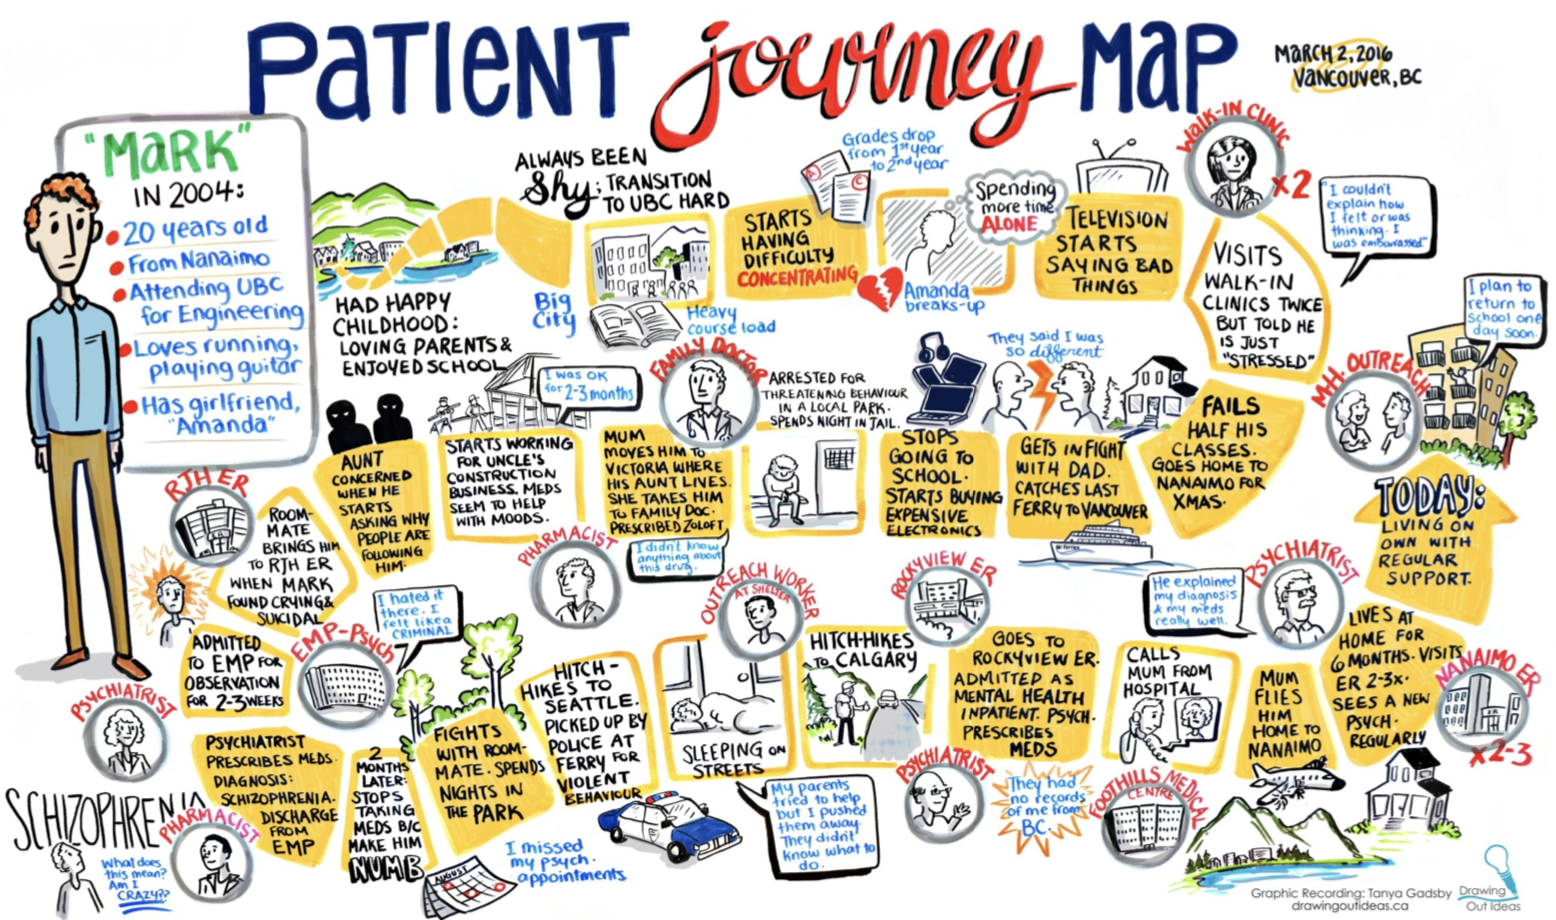 PATIENT journey MAP
MARCH 2, 2016
VANCOUVER, BC
"MARK"
IN 2004:
20 years old
From Nanaimo
Attending UBC
for Engineering
Loves running,
playing guitar
Has girlfriend,
"Amanda"
HAD HAPPY
CHILDHOOD:
LOVING PARENTS &
ENJOYED SCHOOL
ALWAYS BEEN
Shy; TRANSITION
TO UBC HARD
Big
City
Heavy
course load
STARTS
HAVING
DIFFICULTY
CONCENTRATING
Grades drop
from 1st year
to 2nd year
A
C
Amanda
breaks-up
Spending
more time
ALONE
TELEVISION
STARTS
SAYING BAD
THINGS
WALK-IN CLINIC
x2
VISITS
WALK-IN
CLINICS TWICE
BUT TOLD HE
IS JUST
"STRESSED"
"I couldn't
explain how
I felt or was
thinking. I
was embarrassed"
FAILS
HALF HIS
CLASSES.
GOES HOME TO
NANAIMO FOR
XMAS.
They said I was
so different
GETS IN FIGHT
WITH DAD.
CATCHES LAST
FERRY TO VANCOUVER
STOPS
GOING TO
SCHOOL.
STARTS BUYING
EXPENSIVE
ELECTRONICS
ARRESTED FOR
THREATENING BEHAVIOUR
IN A LOCAL PARK.
SPENDS NIGHT IN JAIL.
FAMILY DOCTOR
MUM
MOVES HIM TO
VICTORIA WHERE
HIS AUNT LIVES.
SHE TAKES HIM
TO FAMILY DOC.
PRESCRIBED ZOLOFT.
PHARMACIST
I didn't know
anything about
this drug.
I was OK
for 2-3 months
STARTS WORKING
FOR UNCLE'S
CONSTRUCTION
BUSINESS. MEDS
SEEM TO HELP
WITH MOODS.
AUNT
CONCERNED
WHEN HE
STARTS
ASKING WHY
PEOPLE ARE
FOLLOWING
HIM.
RJH ER
ROOM-
MATE
BRINGS HIM
TO RJH ER
WHEN MARK
FOUND CRYING &
SUICIDAL
ADMITTED
TO EMP FOR
OBSERVATION
FOR 2-3 WEEKS
EMP-Psych
I hated it
there. I
felt like a
CRIMINAL
PSYCHIATRIST
PSYCHIATRIST
PRESCRIBES MEDS.
DIAGNOSIS:
SCHIZOPHRENIA.
DISCHARGE
FROM
EMP
SCHIZOPHRENIA
What does
this mean?
Am I
CRAZY??
PHARMACIST
2
MONTHS
LATER:
STOPS
TAKING
MEDS B/C
MAKE HIM
NUMB
AUGUST
I missed
my psych.
appointments
FIGHTS
WITH ROOM-
MATE. SPENDS
NIGHTS IN
THE PARK
HITCH-
HIKES TO
SEATTLE.
PICKED UP BY
POLICE AT
FERRY FOR
VIOLENT
BEHAVIOUR
SLEEPING ON
STREETS
My parents
tried to help
but I pushed
them away.
They didn't
know what to
do.
OUTREACH WORKER
AT SHELTER
HITCH-HIKES
to CALGARY
ROCKYVIEW ER
GOES TO
ROCKYVIEW ER.
ADMITTED AS
MENTAL HEALTH
INPATIENT. PSYCH.
PRESCRIBES
MEDS
PSYCHIATRIST
They had
no records
of me from
BC.
CALLS
MUM FROM
HOSPITAL
FOOTHILLS MEDICAL
CENTRE
MUM
FLIES
HIM
HOME TO
NANAIMO
He explained
my diagnosis
& my meds
really well.
PSYCHIATRIST
LIVES AT
HOME FOR
6 MONTHS. VISITS
ER 2-3x.
SEES A NEW
PSYCH.
REGULARLY
NANAIMO ER
x2-3
TODAY:
LIVING ON
OWN WITH
REGULAR
SUPPORT.
M.H. OUTREACH
I plan to
return to
school one
day soon.
Graphic Recording: Tanya Gadsby
drawingoutideas.ca
Drawing
Out Ideas